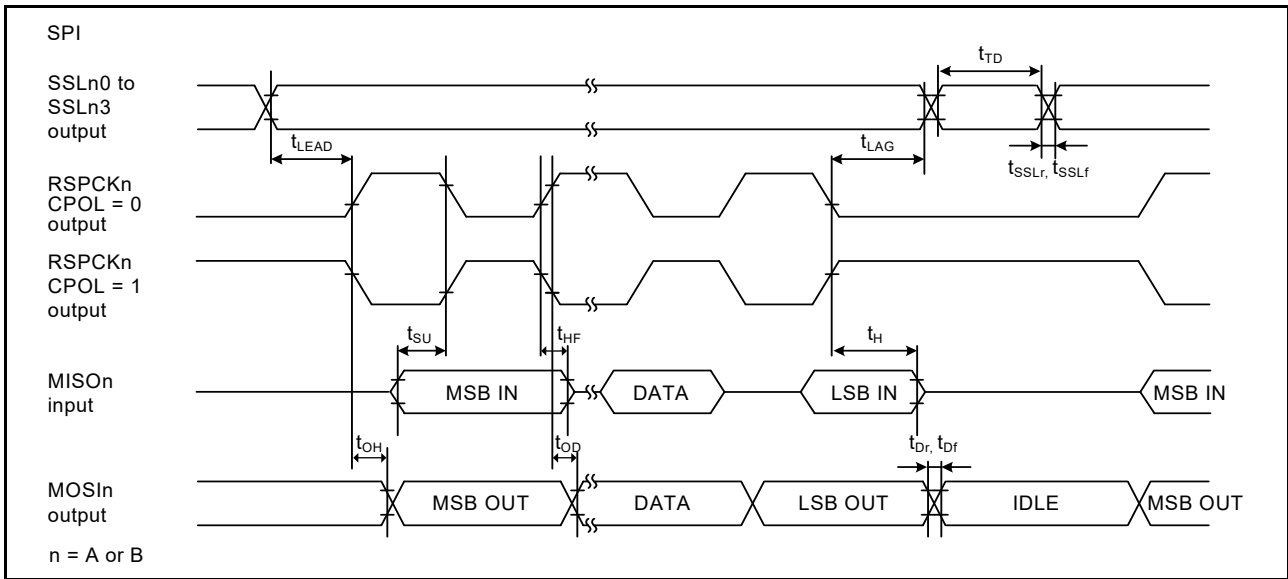 SPI
SSLn0 to
SSLn3
output
tTD
tLEAD
tLAG
tSSLr, tSSLf
RSPCKn
CPOL = 0
output
RSPCKn
CPOL = 1
output
tSU
tHF
tH
MISOn
input
MSB IN
DATA
LSB IN
MSB IN
tOH
tOD
tDr, tDf
MOSIn
output
MSB OUT
DATA
LSB OUT
IDLE
MSB OUT
n = A or B